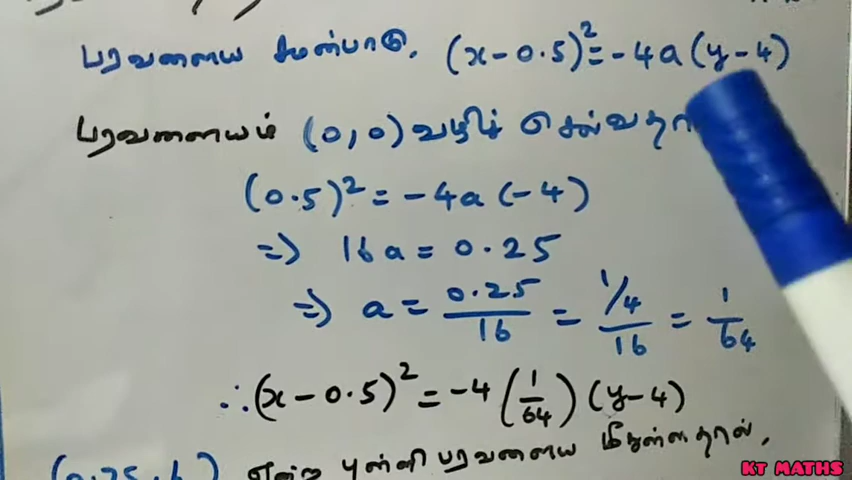 பரவளைய சமன்பாடு, (x-0.5)²=-4a(y-4)
பரவளையம் (0,0) வழிச்
(0.5)²=-4a(-4)
=> 16a=0.25
=> a=0.25/16=1/4/16=1/64
∴(x-0.5)²=-4(1/64)(y-4)
என்ற புள்ளி பரவளைய
KT MATHS